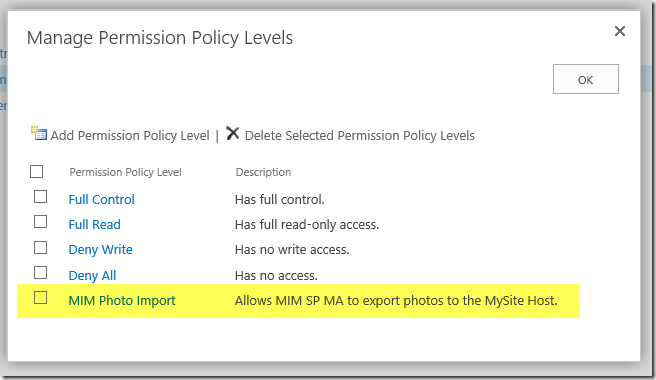 Manage Permission Policy Levels
OK
Add Permission Policy Level | Delete Selected Permission Policy Levels
Permission Policy Level Description
Full Control Has full control.
Full Read Has full read-only access.
Deny Write Has no write access.
Deny All Has no access.
MIM Photo Import Allows MIM SP MA to export photos to the MySite Host.